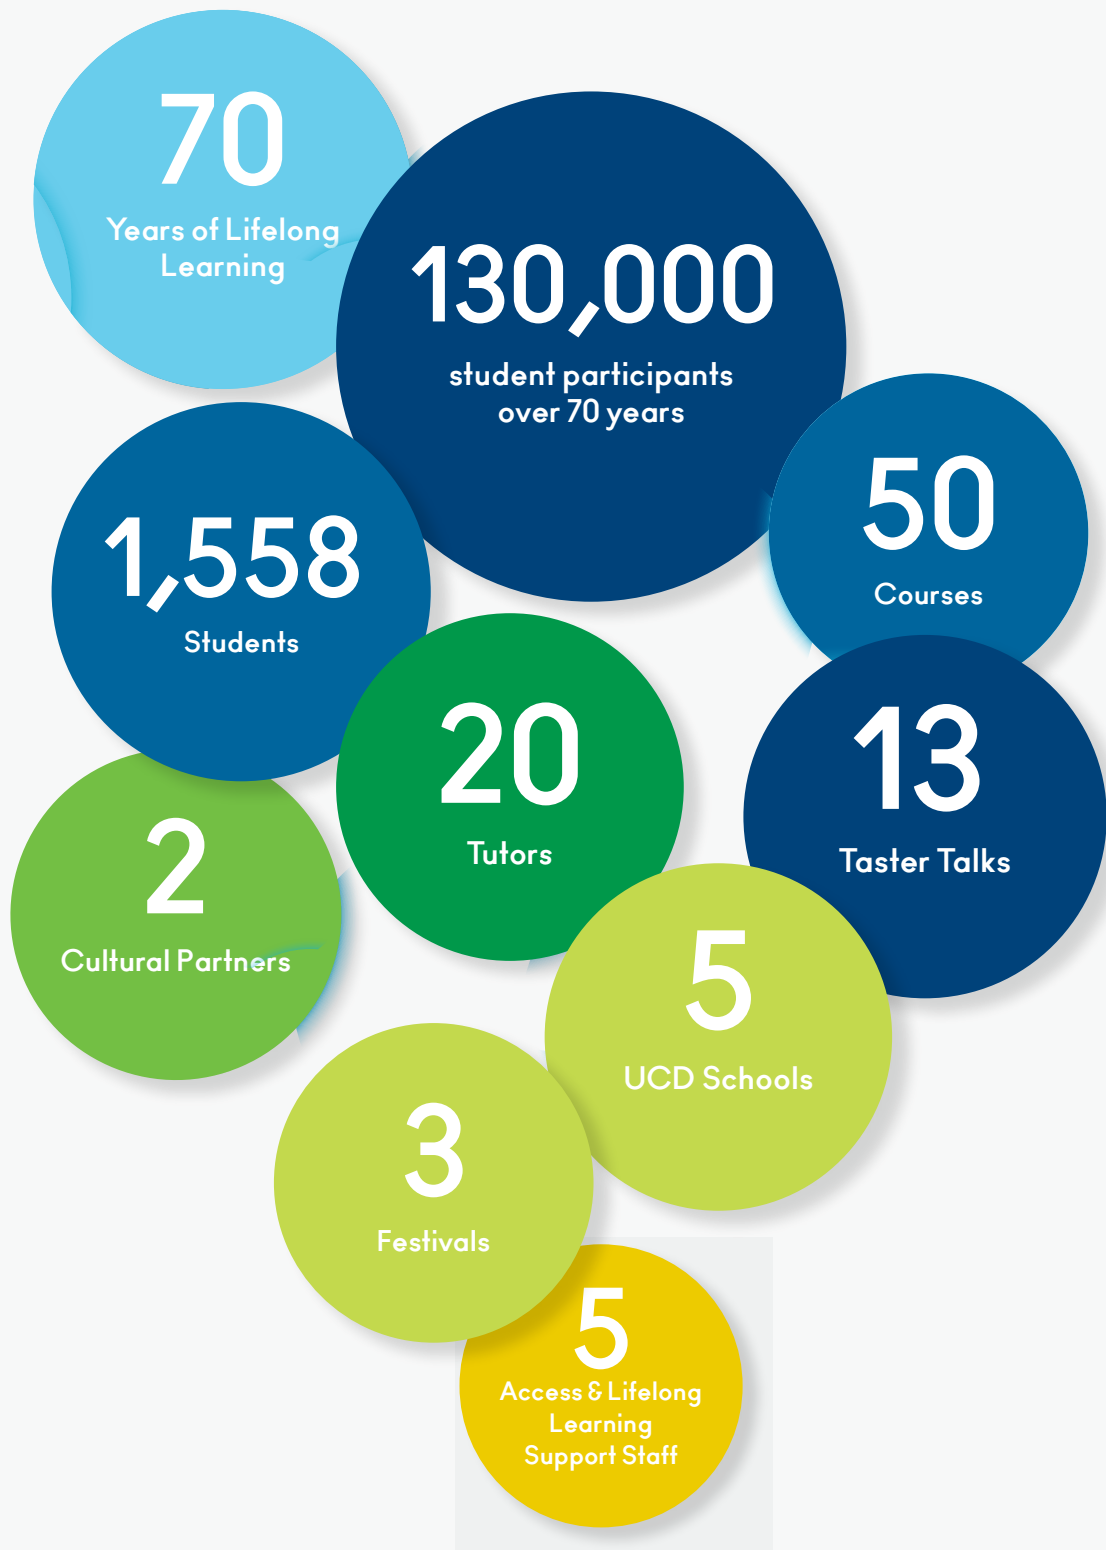 70
Years of Lifelong
Learning
130,000
student participants
over 70 years
1,558
Students
50
Courses
20
Tutors
13
Taster Talks
2
Cultural Partners
5
UCD Schools
3
Festivals
5
Access & Lifelong
Learning
Support Staff